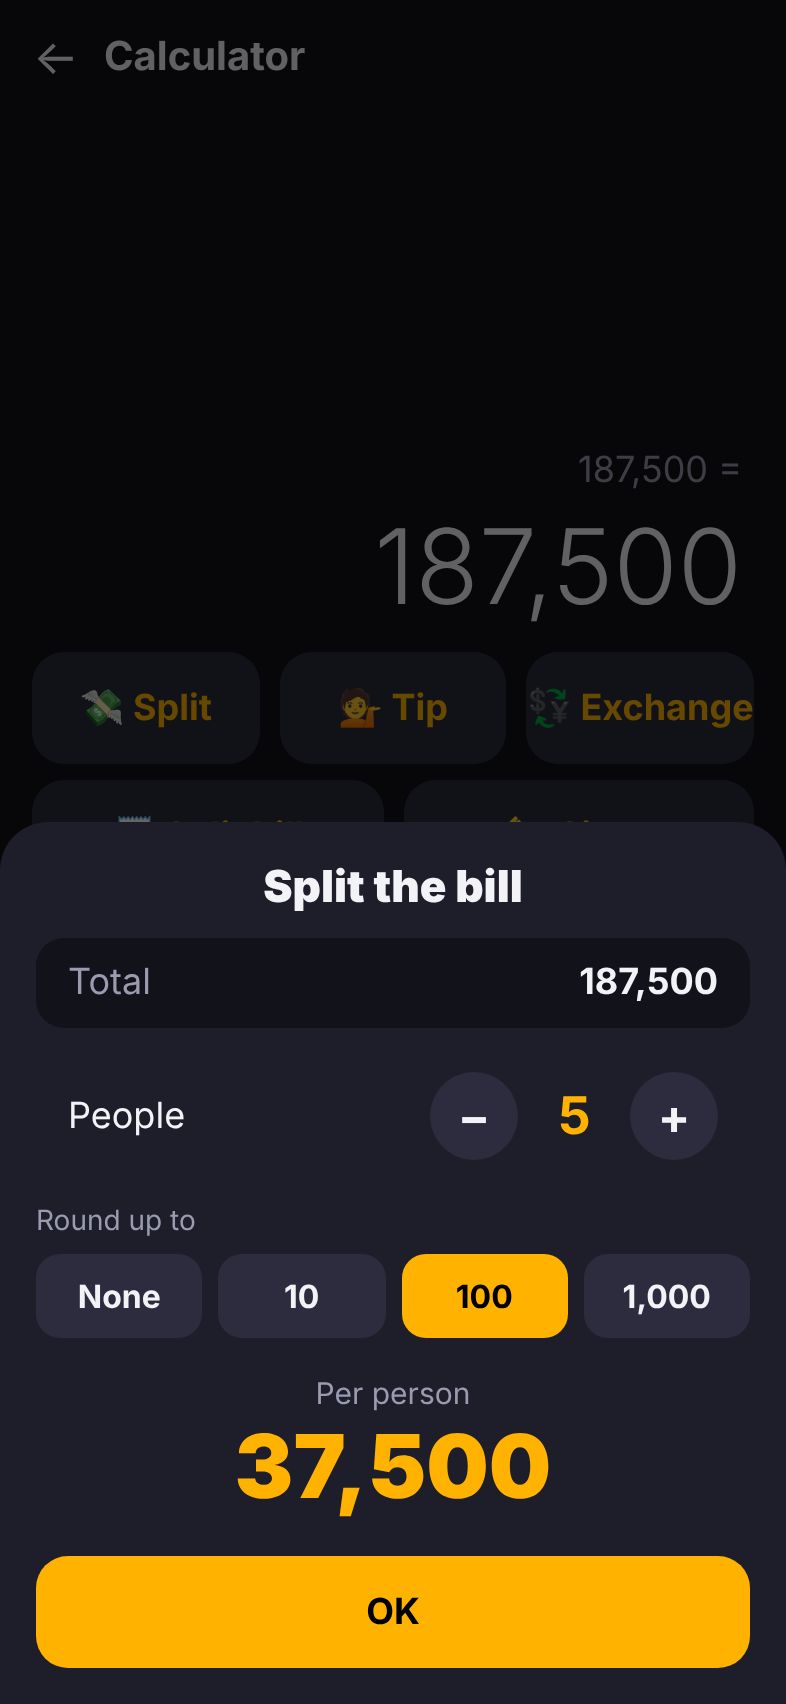 Calculator
187,500 =
187,500
Split
Tip
Exchange
Split the bill
Total 187,500
People − 5 +
Round up to
None 10 100 1,000
Per person
37,500
OK